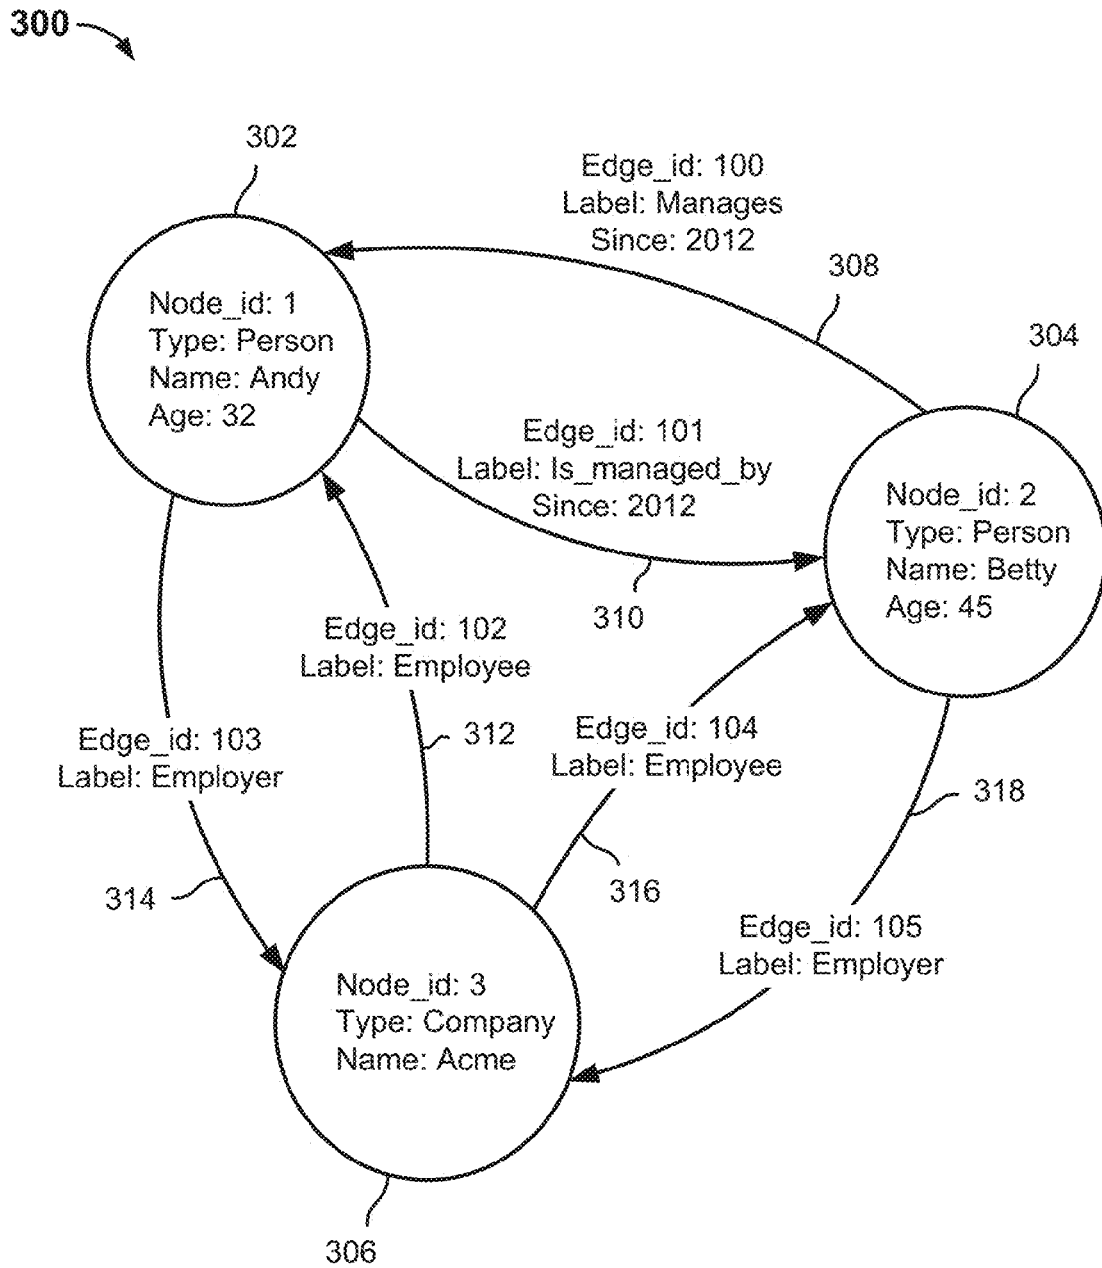 300
302
Edge_id: 100
Label: Manages
Since: 2012
308
304
Node_id: 1
Type: Person
Name: Andy
Age: 32
Edge_id: 101
Label: Is_managed_by
Since: 2012
310
Node_id: 2
Type: Person
Name: Betty
Age: 45
Edge_id: 102
Label: Employee
312
Edge_id: 103
Label: Employer
314
Edge_id: 104
Label: Employee
316
318
Edge_id: 105
Label: Employer
Node_id: 3
Type: Company
Name: Acme
306